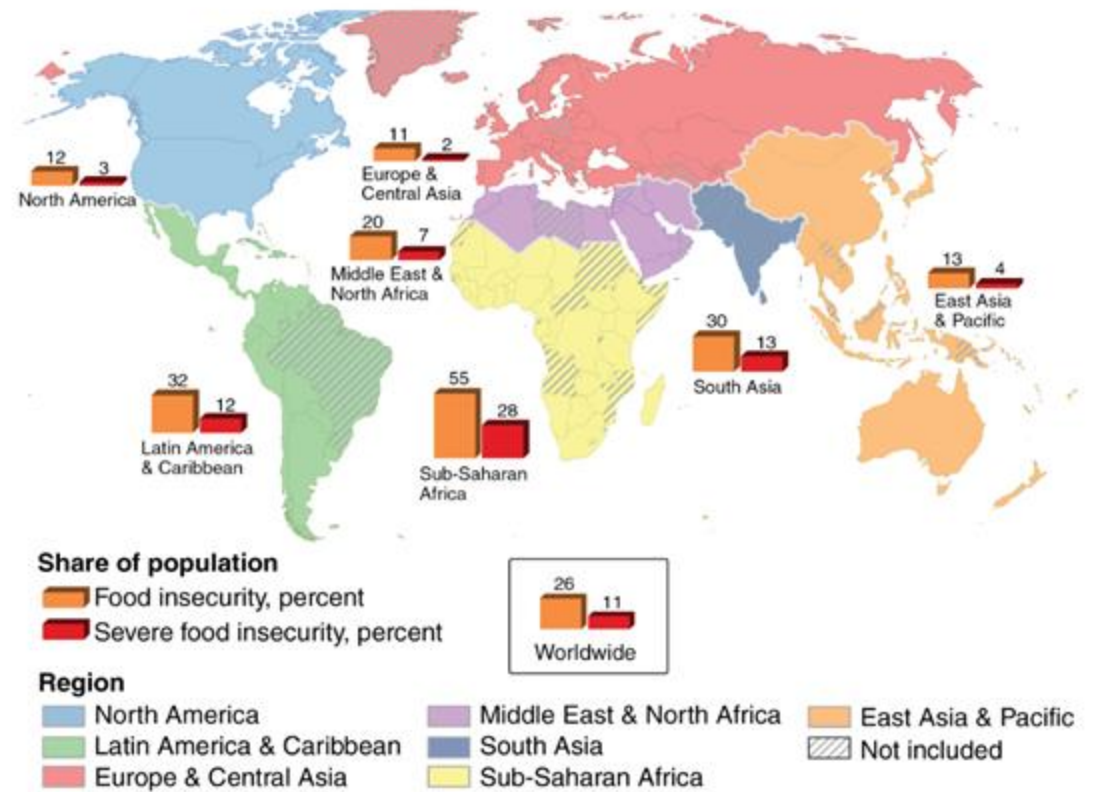 12
3
North America
11
2
Europe &
Central Asia
20
7
Middle East &
North Africa
13
4
East Asia
& Pacific
30
13
South Asia
32
12
Latin America
& Caribbean
55
28
Sub-Saharan
Africa
Share of population
Food insecurity, percent
Severe food insecurity, percent
26
11
Worldwide
Region
North America
Latin America & Caribbean
Europe & Central Asia
Middle East & North Africa
South Asia
Sub-Saharan Africa
East Asia & Pacific
Not included